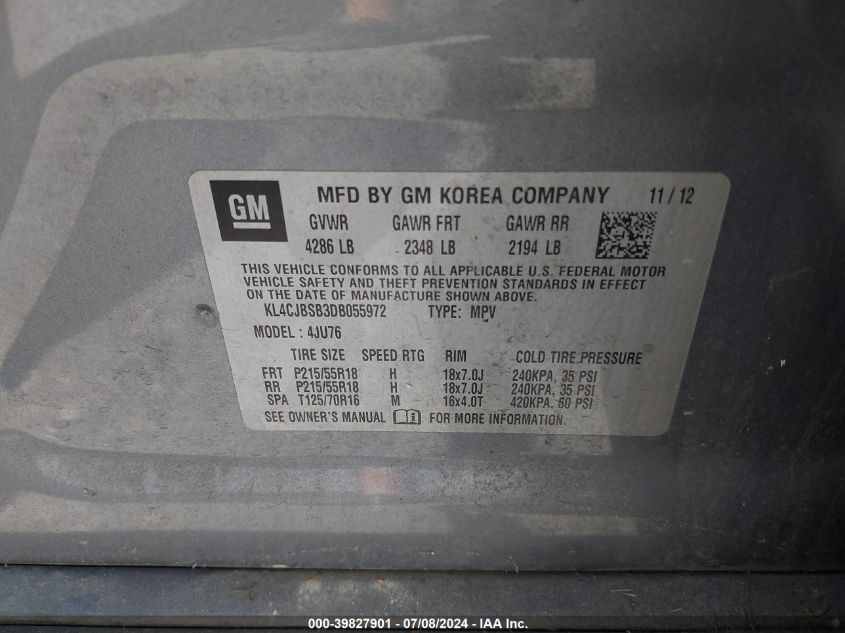 GM MFD BY GM KOREA COMPANY 11/12
GVWR GAWR FRT GAWR RR
4286 LB 2348 LB 2194 LB
THIS VEHICLE CONFORMS TO ALL APPLICABLE U.S. FEDERAL MOTOR
VEHICLE SAFETY AND THEFT PREVENTION STANDARDS IN EFFECT
ON THE DATE OF MANUFACTURE SHOWN ABOVE.
KL4CJBSB3DB055972 TYPE: MPV
MODEL: 4JU76
TIRE SIZE SPEED RTG RIM COLD TIRE PRESSURE
FRT P215/55R18 H 18x7.0J 240KPA, 35 PSI
RR P215/55R18 H 18x7.0J 240KPA, 35 PSI
SPA T125/70R16 M 16x4.0T 420KPA, 60 PSI
SEE OWNER'S MANUAL i FOR MORE INFORMATION.
000-39827901 / 07/08/2024 - IAA Inc.